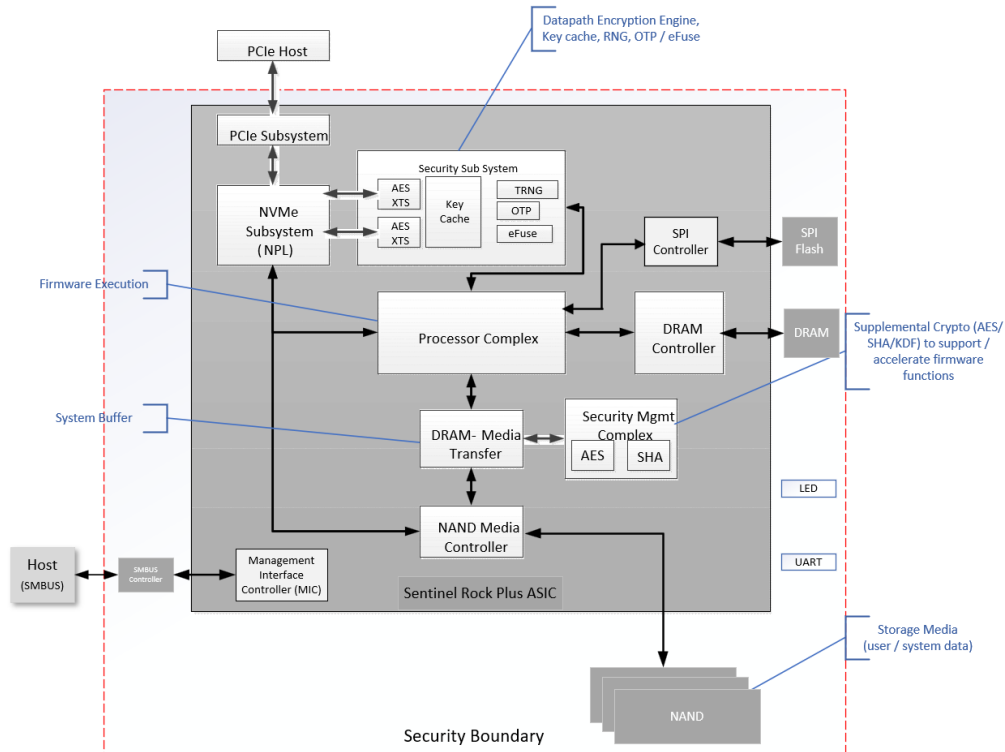 Datapath Encryption Engine,
Key cache, RNG, OTP / eFuse
PCIe Host
PCIe Subsystem
Security Sub System
NVMe
Subsystem
(NPL)
AES
XTS
AES
XTS
Key
Cache
TRNG
OTP
eFuse
SPI
Controller
SPI
Flash
Firmware Execution
Processor Complex
DRAM
Controller
DRAM
Supplemental Crypto (AES/
SHA/KDF) to support /
accelerate firmware
functions
System Buffer
DRAM- Media
Transfer
Security Mgmt
Complex
AES
SHA
LED
NAND Media
Controller
Host
(SMBUS)
SMBUS
Controller
Management
Interface
Controller (MIC)
UART
Sentinel Rock Plus ASIC
Storage Media
(user / system data)
NAND
Security Boundary